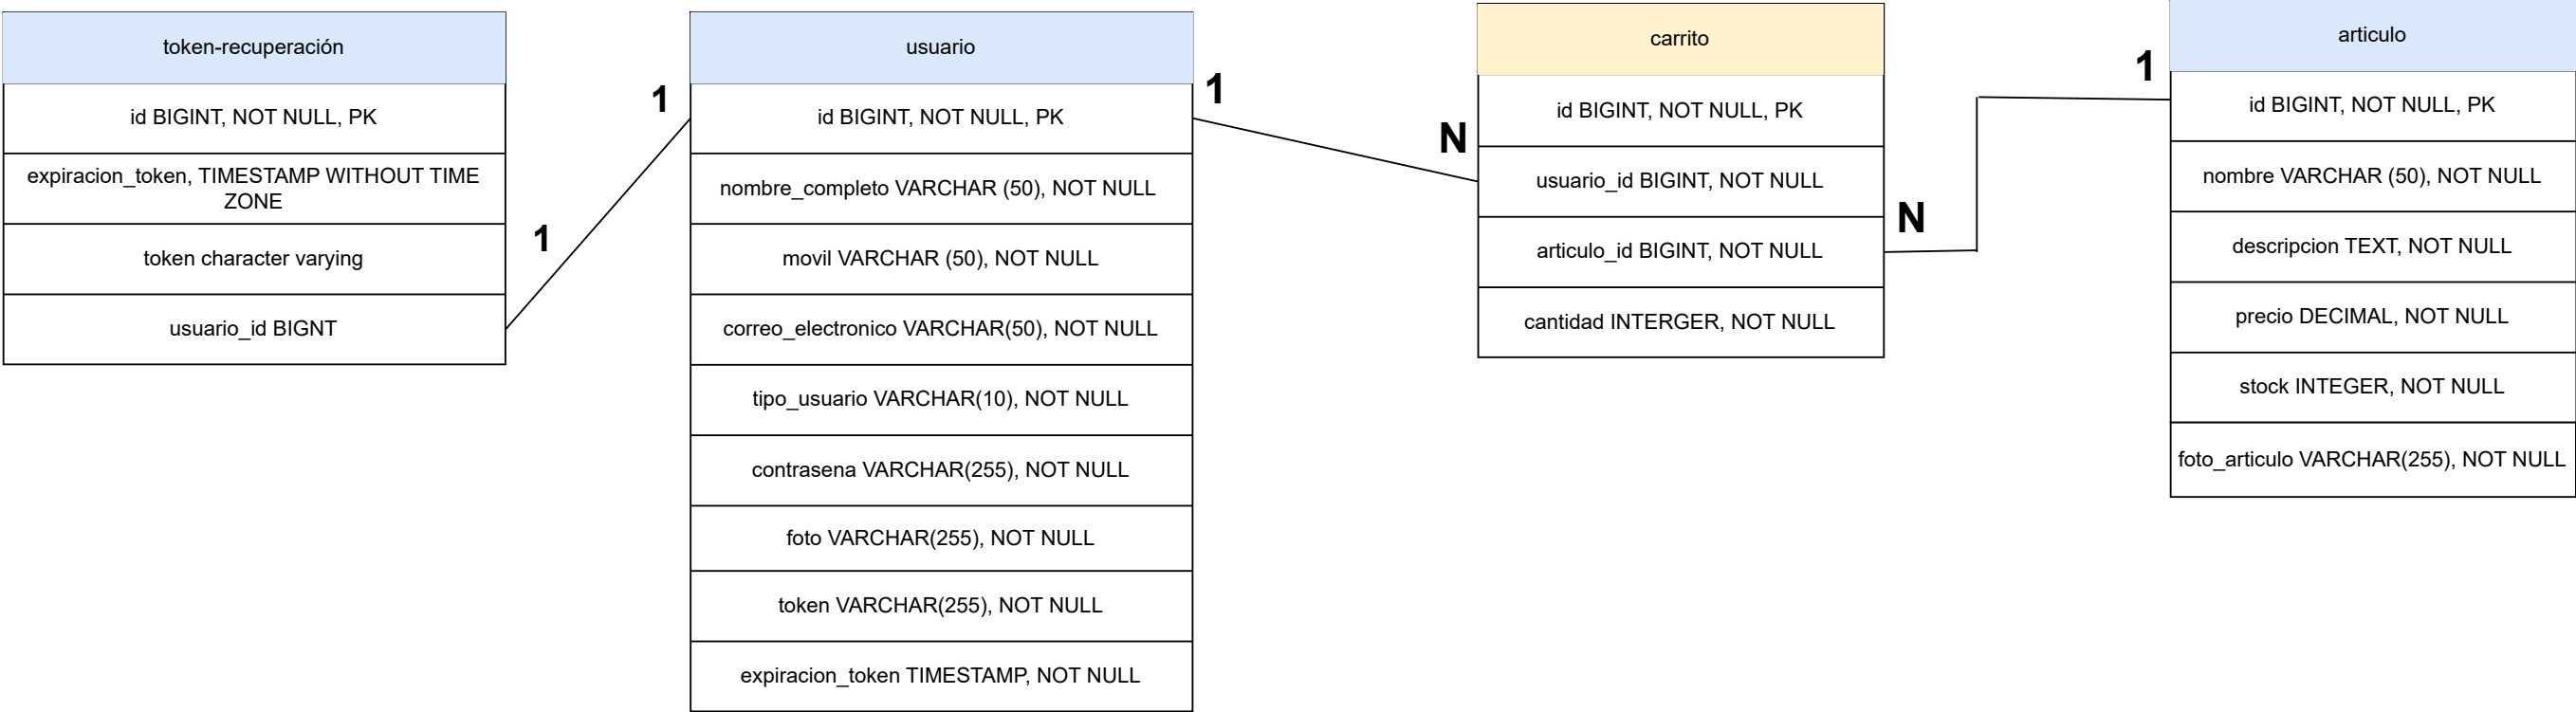 token-recuperación
id BIGINT, NOT NULL, PK
expiracion_token, TIMESTAMP WITHOUT TIME
ZONE
token character varying
usuario_id BIGNT
1
1
usuario
id BIGINT, NOT NULL, PK
nombre_completo VARCHAR (50), NOT NULL
movil VARCHAR (50), NOT NULL
correo_electronico VARCHAR(50), NOT NULL
tipo_usuario VARCHAR(10), NOT NULL
contrasena VARCHAR(255), NOT NULL
foto VARCHAR(255), NOT NULL
token VARCHAR(255), NOT NULL
expiracion_token TIMESTAMP, NOT NULL
1
N
carrito
id BIGINT, NOT NULL, PK
usuario_id BIGINT, NOT NULL
articulo_id BIGINT, NOT NULL
cantidad INTERGER, NOT NULL
N
1
articulo
id BIGINT, NOT NULL, PK
nombre VARCHAR (50), NOT NULL
descripcion TEXT, NOT NULL
precio DECIMAL, NOT NULL
stock INTEGER, NOT NULL
foto_articulo VARCHAR(255), NOT NULL